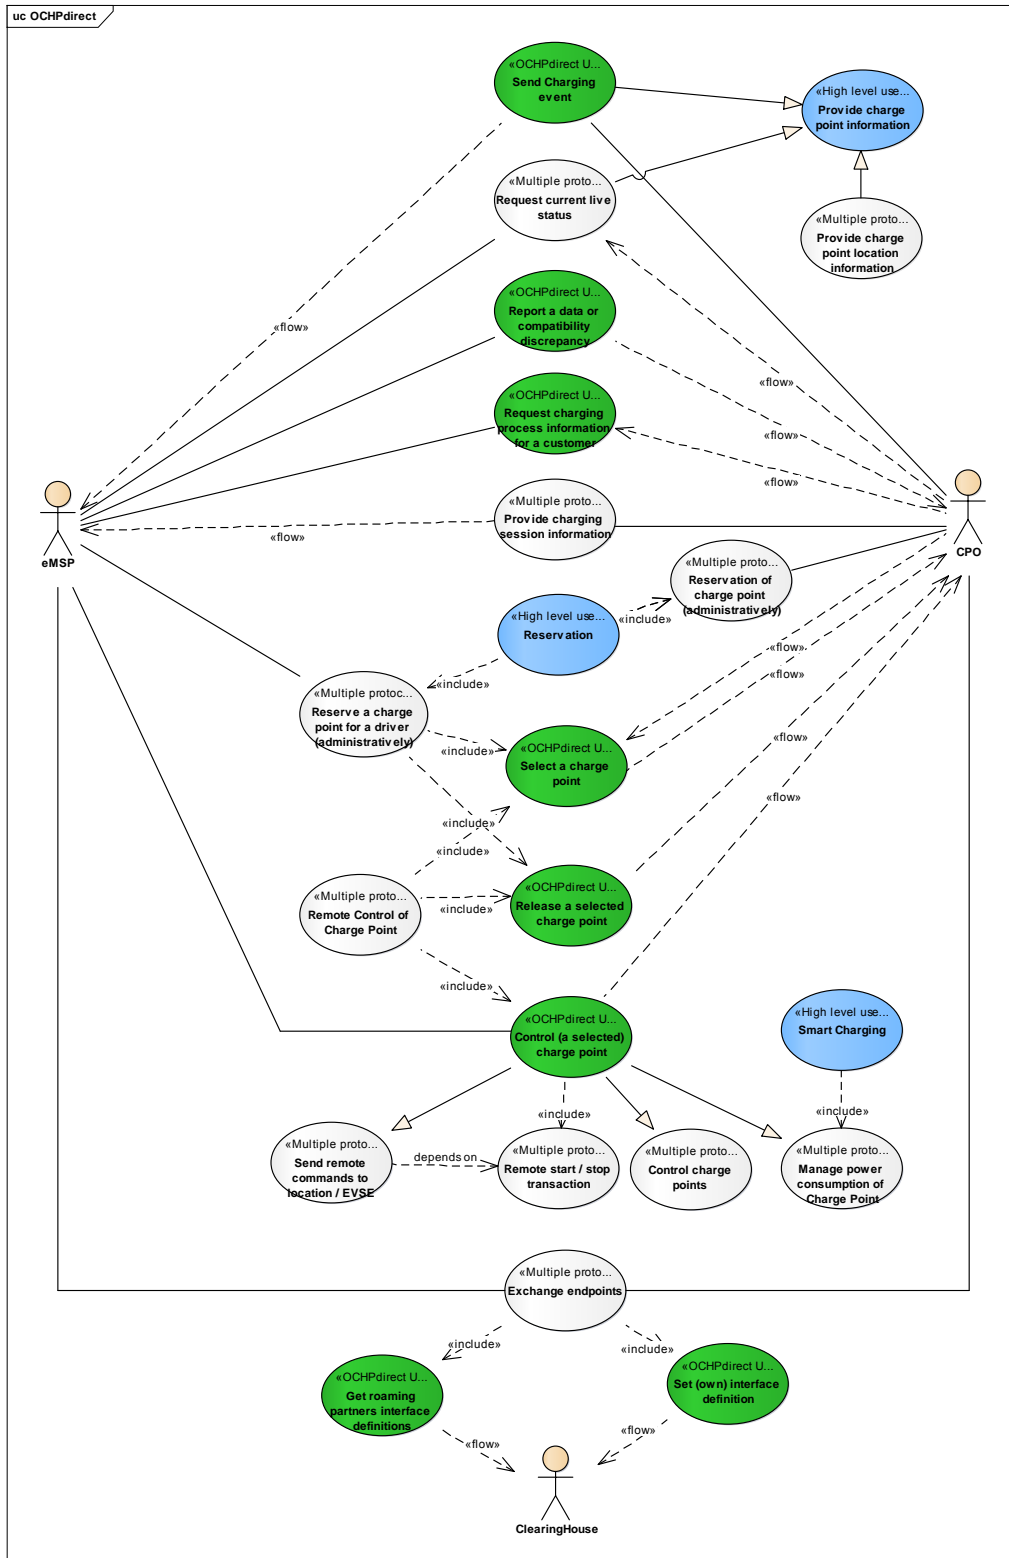 uc OCHPdirect
«OCHPdirect U...
Send Charging
event
«High level use...
Provide charge
point information
«Multiple proto...
Request current live
status
«Multiple proto...
Provide charge
point location
information
«OCHPdirect U...
Report a data or
compatibility
discrepancy
«flow»
«flow»
«OCHPdirect U...
Request charging
process information
for a customer
«flow»
«flow»
«Multiple proto...
Provide charging
session information
«flow»
eMSP
CPO
«Multiple proto...
Reservation of
charge point
(administratively)
«High level use...
Reservation
«include»
«include»
«flow»
«flow»
«Multiple protoc...
Reserve a charge
point for a driver
(administratively)
«include»
«OCHPdirect U...
Select a charge
point
«flow»
«flow»
«include»
«include»
«Multiple proto...
Remote Control of
Charge Point
«include»
«OCHPdirect U...
Release a selected
charge point
«include»
«OCHPdirect U...
Control (a selected)
charge point
«High level use...
Smart Charging
«include»
«include»
«Multiple proto...
Send remote
commands to
location / EVSE
depends on
«Multiple proto...
Remote start / stop
transaction
«Multiple proto...
Control charge
points
«Multiple proto...
Manage power
consumption of
Charge Point
«Multiple proto...
Exchange endpoints
«include»
«include»
«OCHPdirect U...
Get roaming
partners interface
definitions
«OCHPdirect U...
Set (own) interface
definition
«flow»
«flow»
ClearingHouse